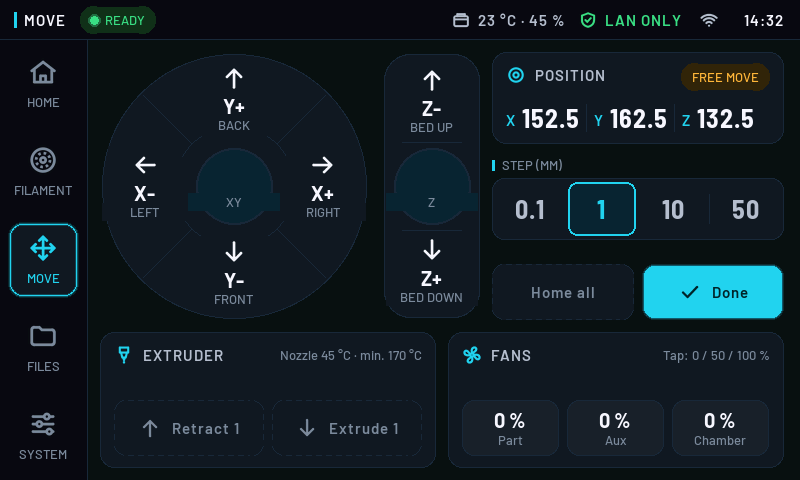 MOVE
READY
23 °C · 45 %
LAN ONLY
14:32
HOME
FILAMENT
MOVE
FILES
SYSTEM
Y+
BACK
X-
LEFT
XY
X+
RIGHT
Y-
FRONT
Z-
BED UP
Z
Z+
BED DOWN
POSITION
FREE MOVE
X 152.5 Y 162.5 Z 132.5
STEP (MM)
0.1 1 10 50
Home all
Done
EXTRUDER
Nozzle 45 °C · min. 170 °C
Retract 1
Extrude 1
FANS
Tap: 0 / 50 / 100 %
0 % 0 % 0 %
Part Aux Chamber